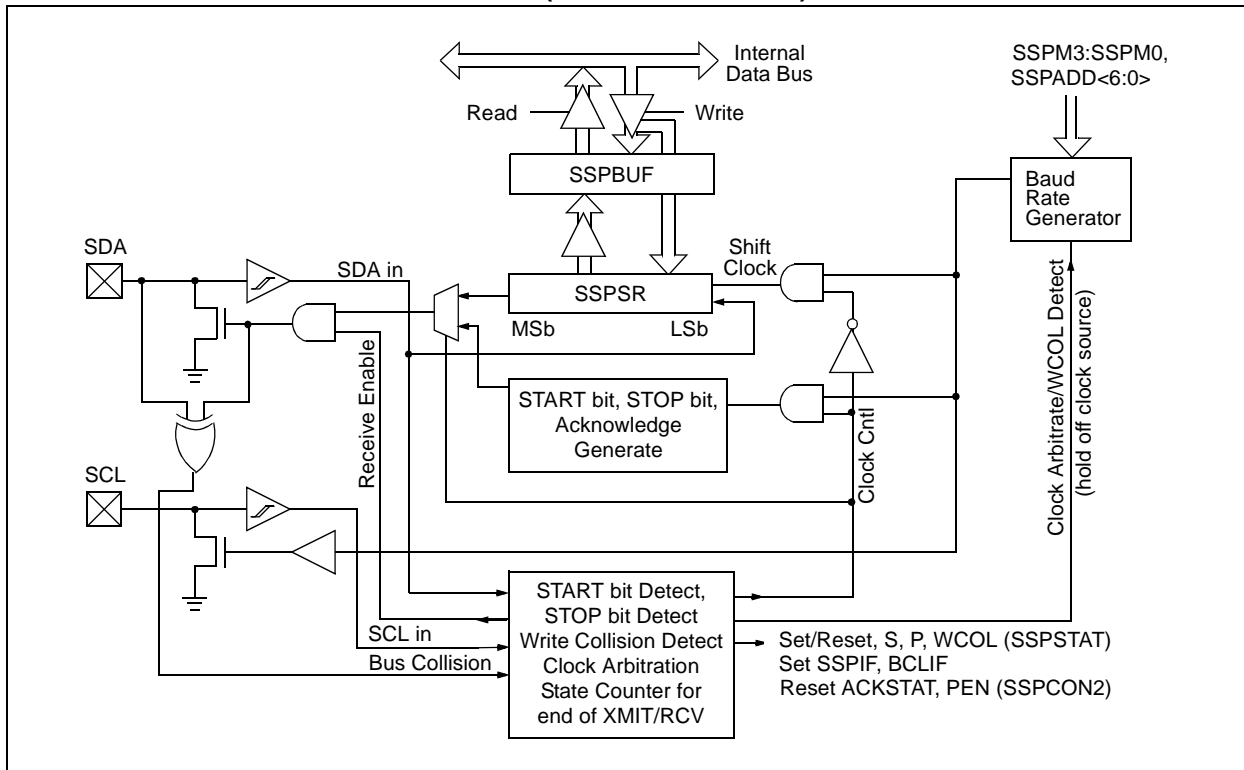 Internal
Data Bus
SSPM3:SSPM0,
SSPADD<6:0>
Read
Write
SSPBUF
Baud
Rate
Generator
SDA
SDA in
Shift
Clock
SSPSR
MSb
LSb
START bit, STOP bit,
Acknowledge
Generate
Receive Enable
Clock Cntl
Clock Arbitrate/WCOL Detect
(hold off clock source)
SCL
START bit Detect,
STOP bit Detect
Write Collision Detect
Clock Arbitration
State Counter for
end of XMIT/RCV
SCL in
Bus Collision
Set/Reset, S, P, WCOL (SSPSTAT)
Set SSPIF, BCLIF
Reset ACKSTAT, PEN (SSPCON2)